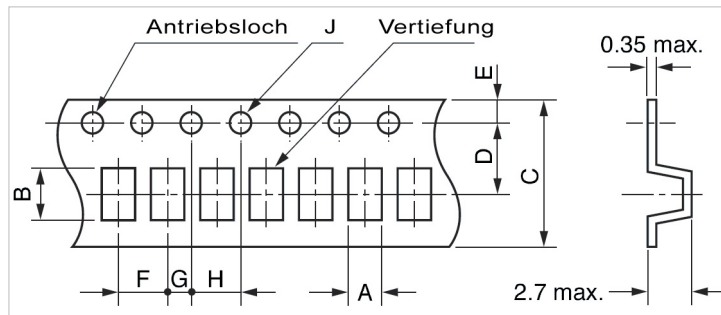 Antriebsloch
J
Vertiefung
0.35 max.
E
D
C
B
F
G
H
A
2.7 max.